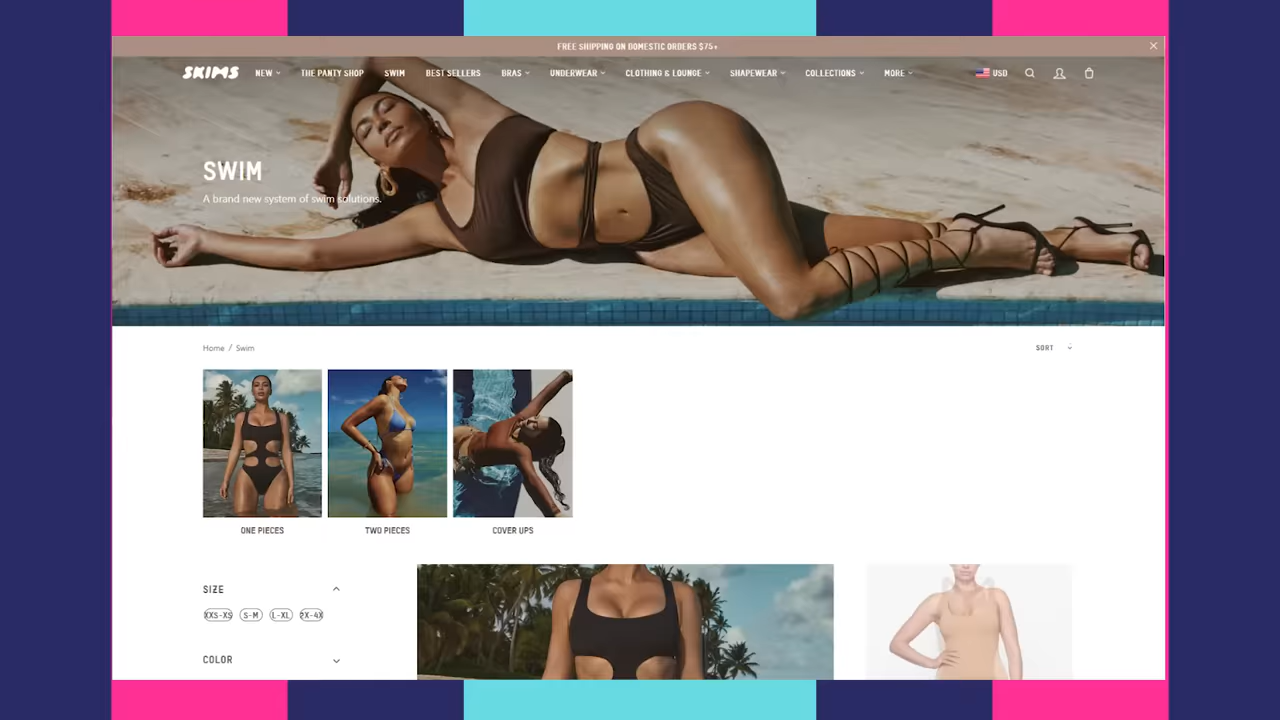 FREE SHIPPING ON DOMESTIC ORDERS $75+
SKIMS NEW THE PANTY SHOP SWIM BEST SELLERS BRAS UNDERWEAR CLOTHING & LOUNGE SHAPEWEAR COLLECTIONS MORE USD
SWIM
A brand new system of swim solutions.
Home / Swim SORT
ONE PIECES TWO PIECES COVER UPS
SIZE
XXS-XS S-M L-XL 2X-4X
COLOR